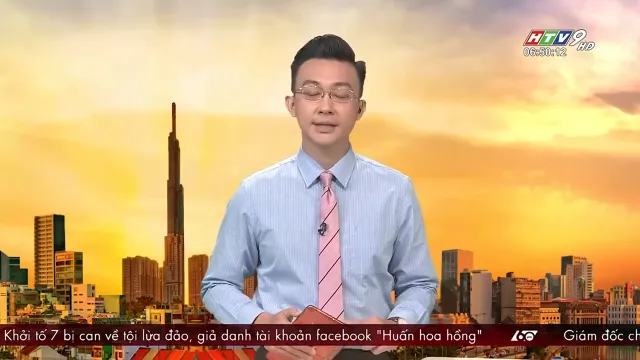 HTV9 HD
06:50:12
Khởi tố 7 bị can về tội lừa đảo, giả danh tài khoản facebook "Huấn hoa hồng" 60 Giám đốc